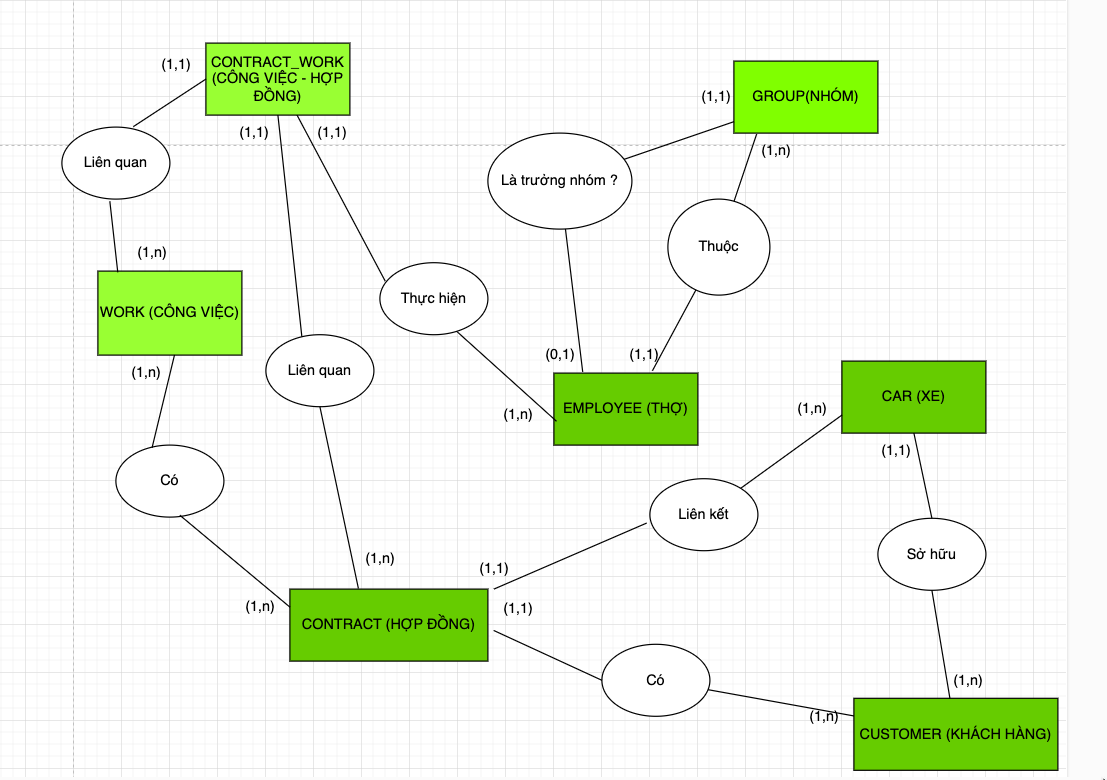 CONTRACT_WORK
(CÔNG VIỆC - HỢP
ĐỒNG)
(1,1)
(1,1)
(1,1)
GROUP(NHÓM)
(1,1)
(1,n)
Liên quan
Là trưởng nhóm ?
Thuộc
(1,n)
WORK (CÔNG VIỆC)
Thực hiện
(1,n)
Liên quan
(0,1)
(1,1)
EMPLOYEE (THỢ)
(1,n)
CAR (XE)
(1,n)
(1,1)
Có
Liên kết
Sở hữu
(1,n)
(1,1)
(1,n)
(1,1)
CONTRACT (HỢP ĐỒNG)
Có
(1,n)
(1,n)
CUSTOMER (KHÁCH HÀNG)